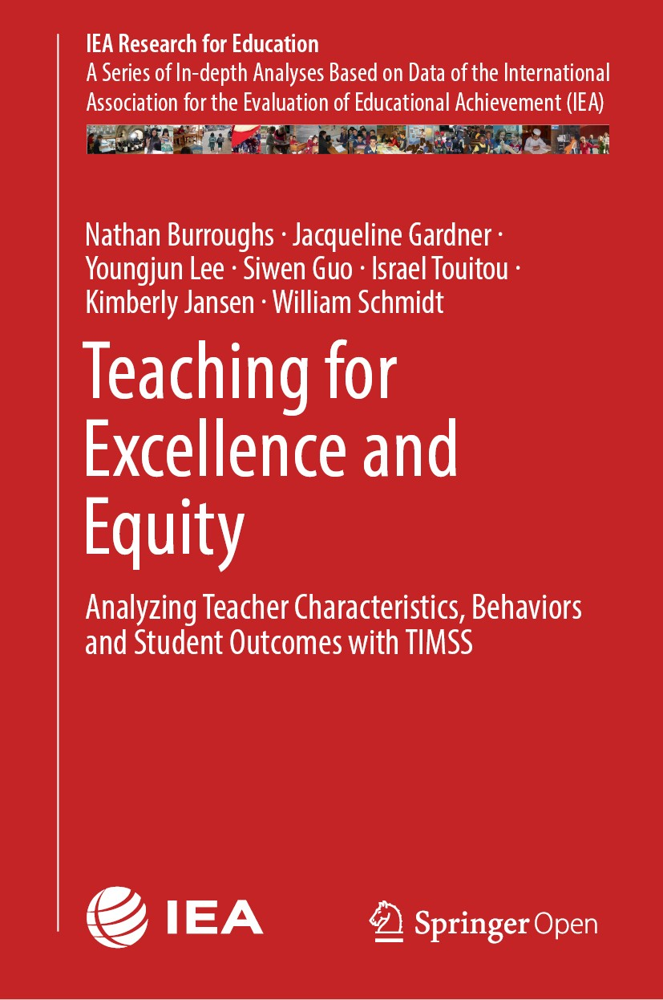 IEA Research for Education
A Series of In-depth Analyses Based on Data of the International
Association for the Evaluation of Educational Achievement (IEA)
Nathan Burroughs · Jacqueline Gardner ·
Youngjun Lee · Siwen Guo · Israel Touitou ·
Kimberly Jansen · William Schmidt
Teaching for
Excellence and
Equity
Analyzing Teacher Characteristics, Behaviors
and Student Outcomes with TIMSS
IEA
Springer Open